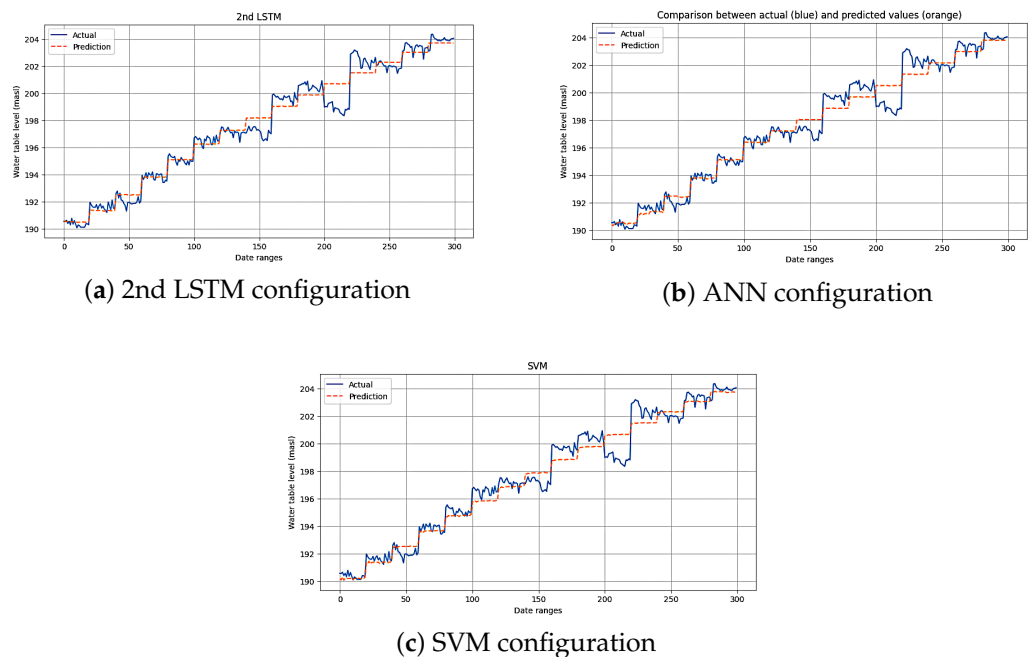 2nd LSTM
Actual
Prediction
Water table level (masl)
204
202
200
198
196
194
192
190
0 50 100 150 200 250 300
Date ranges
(a) 2nd LSTM configuration
Comparison between actual (blue) and predicted values (orange)
Actual
Prediction
Water table level (masl)
204
202
200
198
196
194
192
190
0 50 100 150 200 250 300
Date ranges
(b) ANN configuration
SVM
Actual
Prediction
Water table level (masl)
204
202
200
198
196
194
192
190
0 50 100 150 200 250 300
Date ranges
(c) SVM configuration